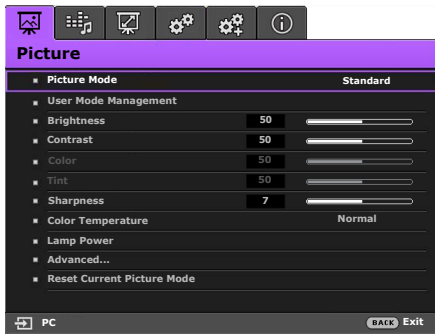 Picture
Picture Mode Standard
User Mode Management
Brightness 50
Contrast 50
Color 50
Tint 50
Sharpness 7
Color Temperature Normal
Lamp Power
Advanced...
Reset Current Picture Mode
PC BACK Exit